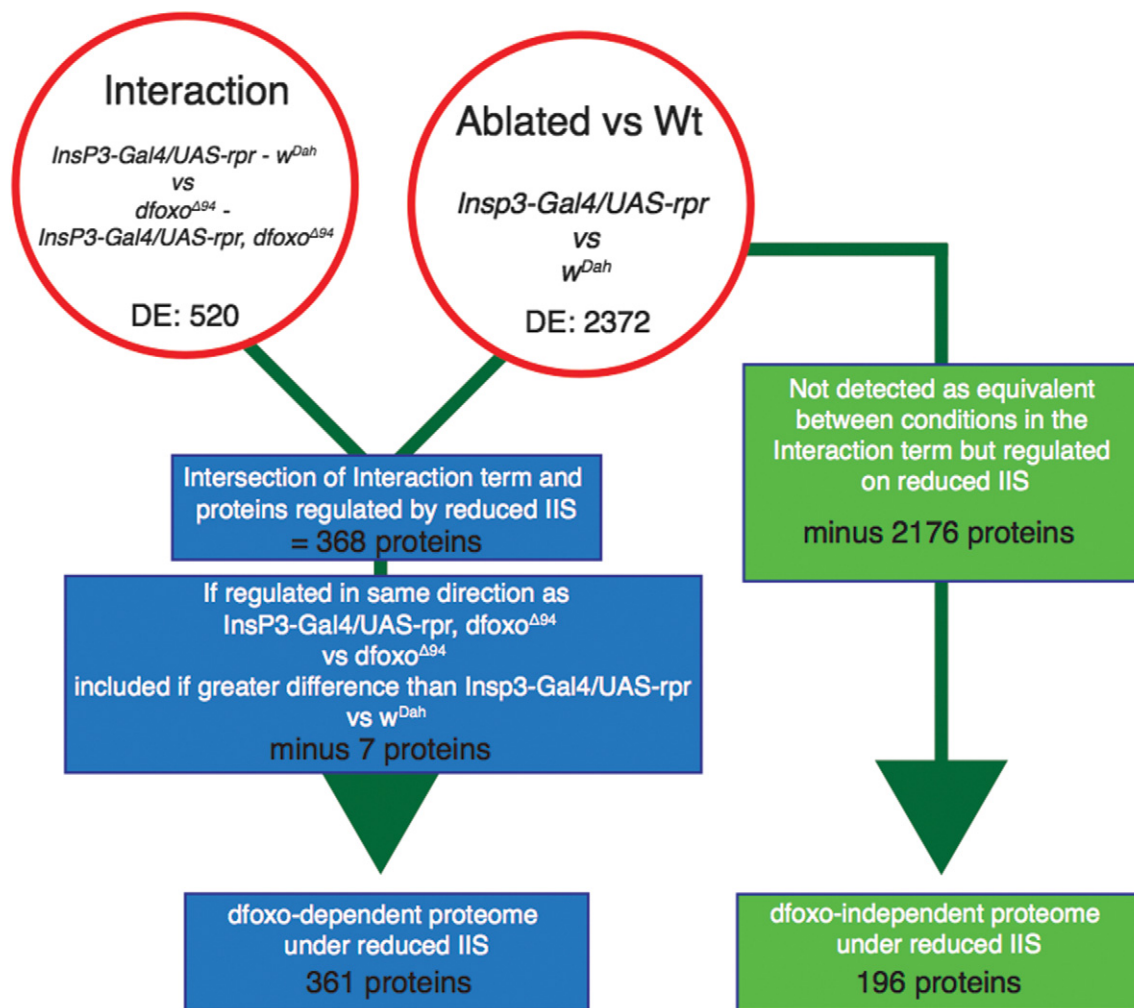 Interaction
InsP3-Gal4/UAS-rpr - w^Dah
vs
dfoxo^Δ94 -
InsP3-Gal4/UAS-rpr, dfoxo^Δ94
DE: 520
Ablated vs Wt
Insp3-Gal4/UAS-rpr
vs
w^Dah
DE: 2372
Intersection of Interaction term and
proteins regulated by reduced IIS
= 368 proteins
If regulated in same direction as
InsP3-Gal4/UAS-rpr, dfoxo^Δ94
vs dfoxo^Δ94
included if greater difference than Insp3-Gal4/UAS-rpr
vs w^Dah
minus 7 proteins
dfoxo-dependent proteome
under reduced IIS
361 proteins
Not detected as equivalent
between conditions in the
Interaction term but regulated
on reduced IIS
minus 2176 proteins
dfoxo-independent proteome
under reduced IIS
196 proteins